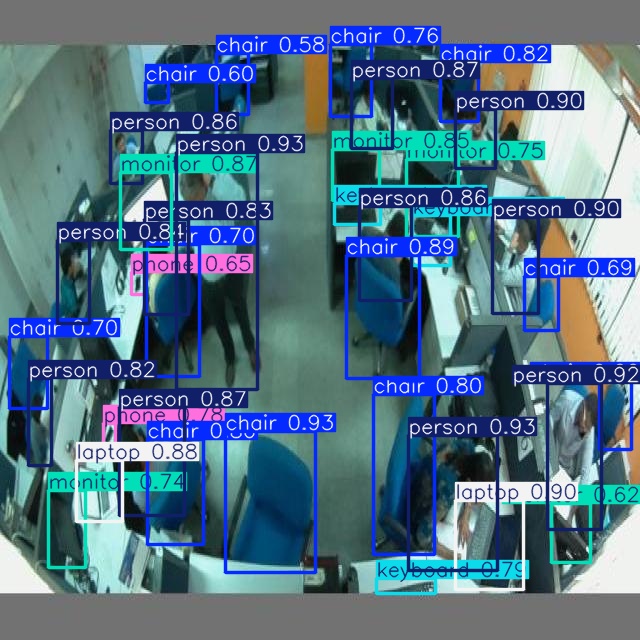 chair 0.76
chair 0.58
chair 0.82
chair 0.60
person 0.87
person 0.90
person 0.86
person 0.93
monitor 0.85
monitor 0.75
monitor 0.87
person 0.86
person 0.83
person 0.90
person 0.84
0.70
chair 0.89
phone 0.65
chair 0.69
chair 0.70
person 0.82
person 0.92
chair 0.80
person 0.87
phone 0.78
chair 0.93
person 0.93
laptop 0.88
monitor 0.74
laptop 0.90
0.62
keyboard 0.79